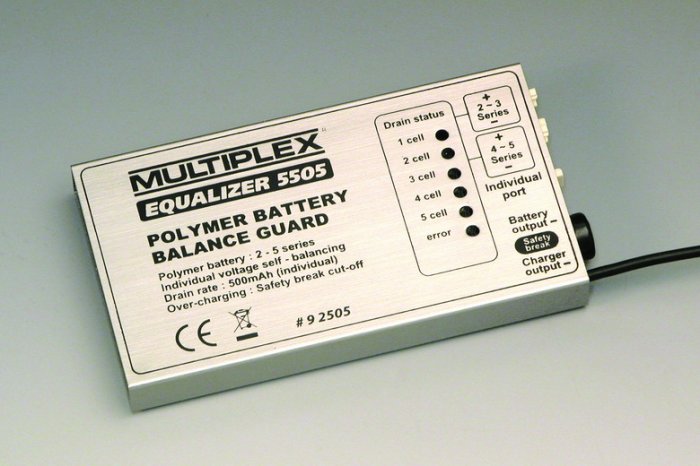 MULTIPLEX
EQUALIZER 5505
POLYMER BATTERY
BALANCE GUARD
Polymer battery : 2 - 5 series
Individual voltage self - balancing
Drain rate : 500mAh (individual)
Over-charging : Safety break cut-off
CE
# 9 2505
Drain status
1 cell
2 cell
3 cell
4 cell
5 cell
error
+
2 ~ 3
Series
−
+
4 ~ 5
Series
−
Individual
port
Battery
output −
Safety
break
Charger
output −